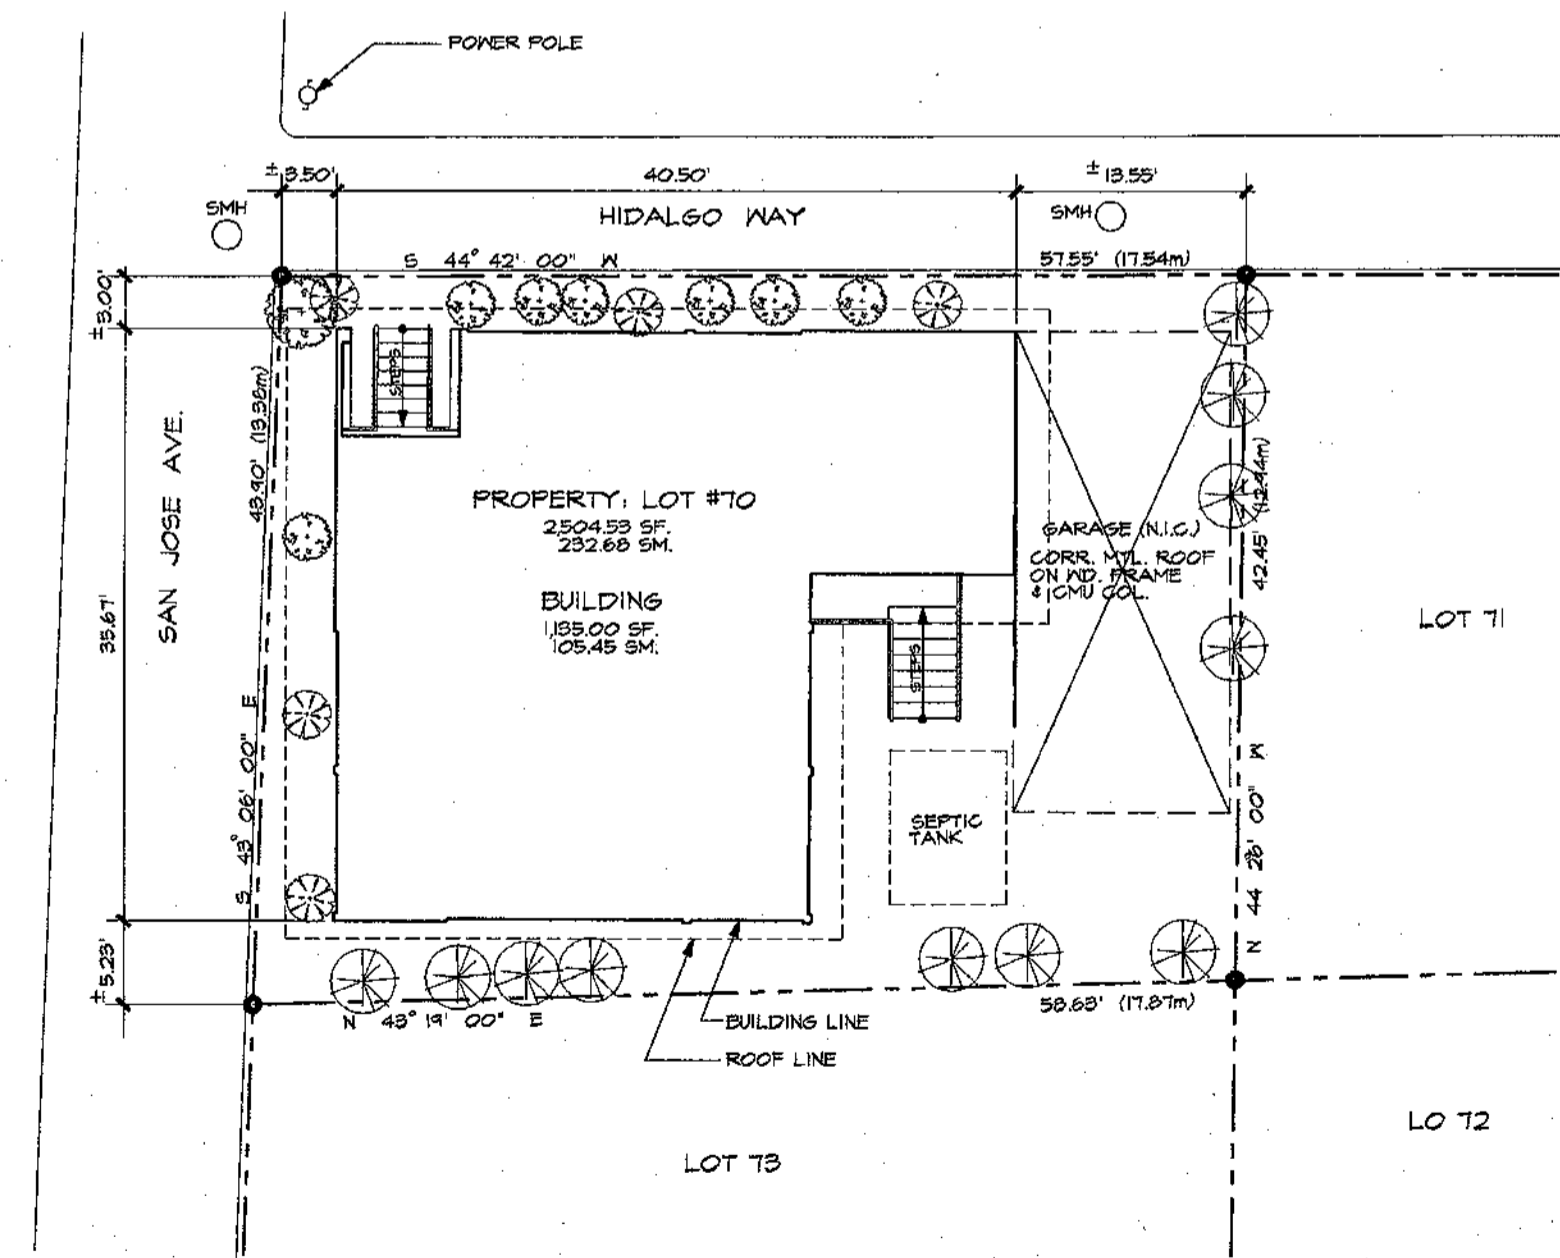 POWER POLE
±3.50'
40.50'
±13.55'
SMH
HIDALGO WAY
SMH
S 44° 42' 00" W
57.55' (17.54m)
±3.00'
STEPS
43.90' (13.38m)
SAN JOSE AVE.
PROPERTY: LOT #70
2,504.53 SF.
232.68 SM.
42.45' (12.94m)
GARAGE (N.I.C.)
CORR. MTL. ROOF
ON WD. FRAME
& CMU COL.
BUILDING
1,135.00 SF.
105.45 SM.
35.67'
LOT 71
STEPS
S 43° 06' 00" E
SEPTIC
TANK
N 44 26' 00" W
±5.23'
58.63' (17.87m)
N 43° 19' 00" E
BUILDING LINE
ROOF LINE
LO 72
LOT 73